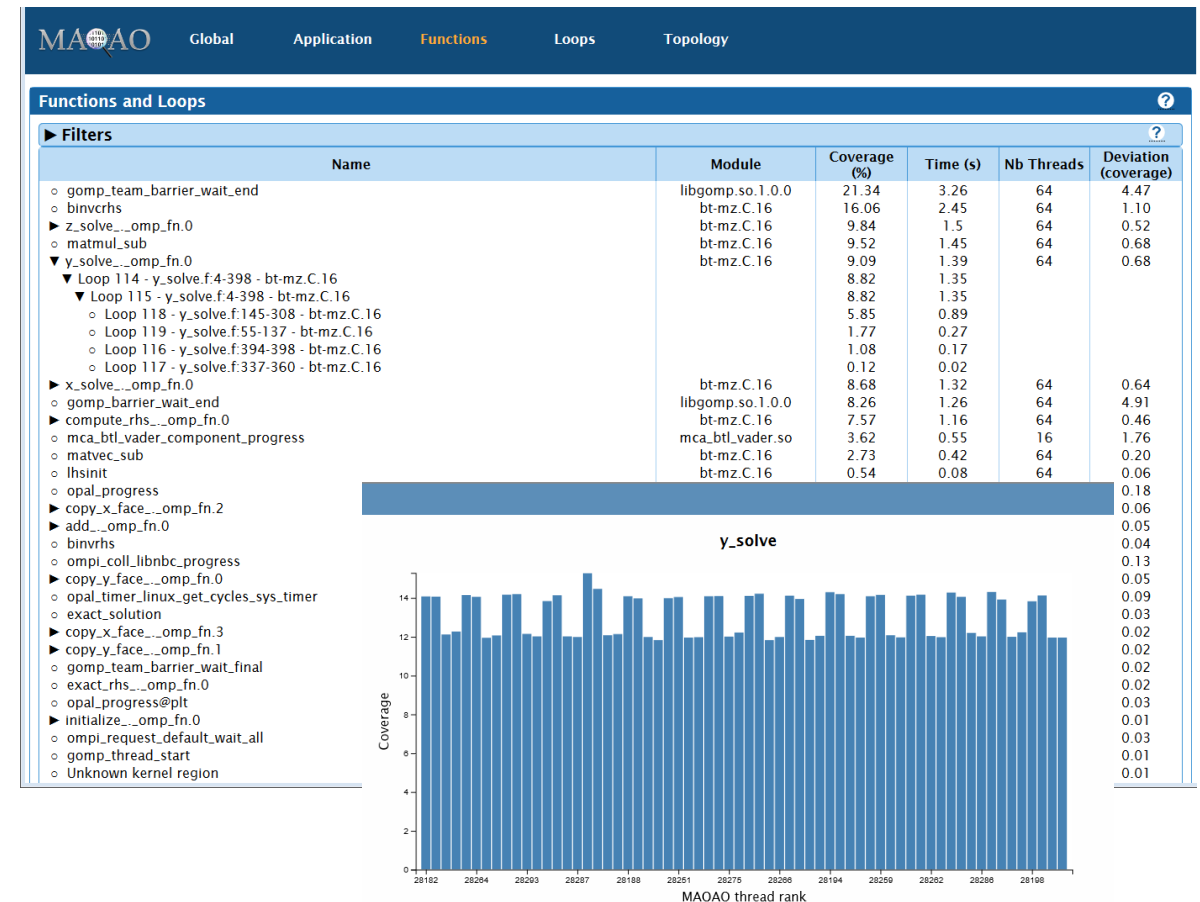 MAQAO Global Application Functions Loops Topology
Functions and Loops ?
▶ Filters ?
Name Module Coverage (%) Time (s) Nb Threads Deviation (coverage)
○ gomp_team_barrier_wait_end libgomp.so.1.0.0 21.34 3.26 64 4.47
○ binvcrhs bt-mz.C.16 16.06 2.45 64 1.10
▶ z_solve_._omp_fn.0 bt-mz.C.16 9.84 1.5 64 0.52
○ matmul_sub bt-mz.C.16 9.52 1.45 64 0.68
▼ y_solve_._omp_fn.0 bt-mz.C.16 9.09 1.39 64 0.68
▼ Loop 114 - y_solve.f:4-398 - bt-mz.C.16 8.82 1.35
▼ Loop 115 - y_solve.f:4-398 - bt-mz.C.16 8.82 1.35
○ Loop 118 - y_solve.f:145-308 - bt-mz.C.16 5.85 0.89
○ Loop 119 - y_solve.f:55-137 - bt-mz.C.16 1.77 0.27
○ Loop 116 - y_solve.f:394-398 - bt-mz.C.16 1.08 0.17
○ Loop 117 - y_solve.f:337-360 - bt-mz.C.16 0.12 0.02
▶ x_solve_._omp_fn.0 bt-mz.C.16 8.68 1.32 64 0.64
○ gomp_barrier_wait_end libgomp.so.1.0.0 8.26 1.26 64 4.91
▶ compute_rhs_._omp_fn.0 bt-mz.C.16 7.57 1.16 64 0.46
○ mca_btl_vader_component_progress mca_btl_vader.so 3.62 0.55 16 1.76
○ matvec_sub bt-mz.C.16 2.73 0.42 64 0.20
○ lhsinit bt-mz.C.16 0.54 0.08 64 0.06
○ opal_progress 0.18
▶ copy_x_face_._omp_fn.2 0.06
▶ add_._omp_fn.0 0.05
○ binvrhs 0.04
○ ompi_coll_libnbc_progress 0.13
▶ copy_y_face_._omp_fn.0 0.05
○ opal_timer_linux_get_cycles_sys_timer 0.09
○ exact_solution 0.03
▶ copy_x_face_._omp_fn.3 0.02
▶ copy_y_face_._omp_fn.1 0.02
○ gomp_team_barrier_wait_final 0.02
○ exact_rhs_._omp_fn.0 0.02
○ opal_progress@plt 0.03
▶ initialize_._omp_fn.0 0.01
○ ompi_request_default_wait_all 0.03
○ gomp_thread_start 0.01
○ Unknown kernel region 0.01
y_solve
Coverage
14
12
10
8
6
4
2
0
28182 28264 28293 28287 28188 28251 28275 28266 28194 28259 28262 28286 28198
MAQAO thread rank